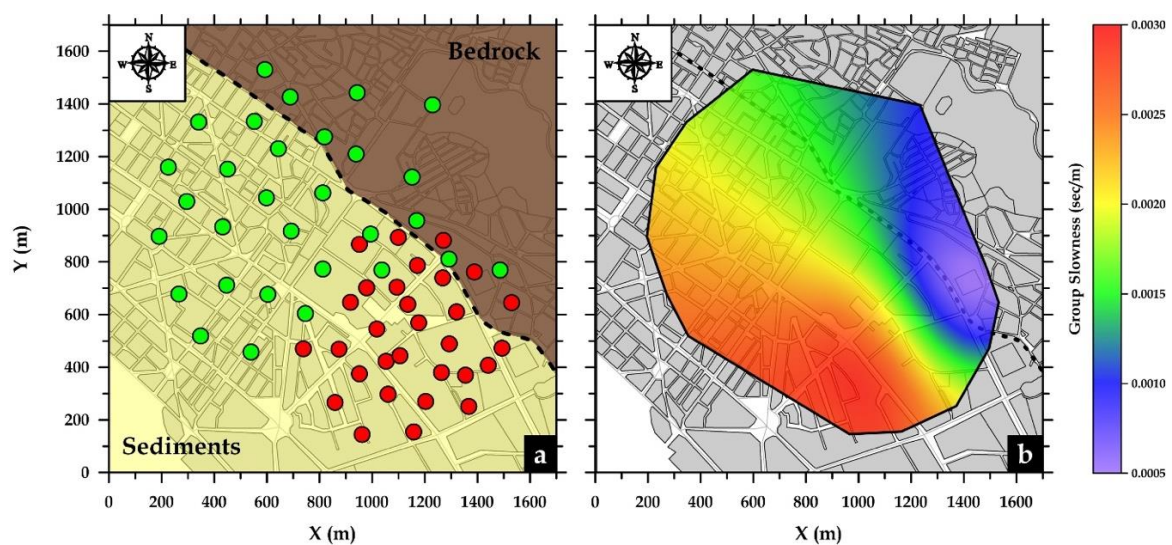 N
W E
S
Bedrock
1600
1400
1200
1000
800
600
400
200
0
Y (m)
Sediments
a
0 200 400 600 800 1000 1200 1400 1600
X (m)
N
W E
S
b
0 200 400 600 800 1000 1200 1400 1600
X (m)
0.0030
0.0025
0.0020
0.0015
0.0010
0.0005
Group Slowness (sec/m)